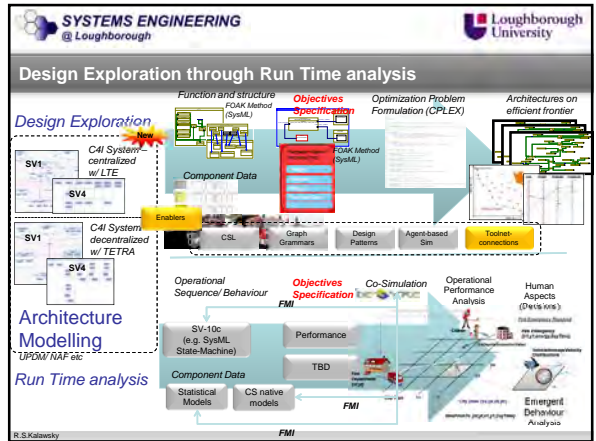 SYSTEMS ENGINEERING
@ Loughborough
Loughborough
University
Design Exploration through Run Time analysis
Design Exploration
New
Function and structure
FOAK Method
(SysML)
Objectives
Specification
FOAK Method
(SysML)
Optimization Problem
Formulation (CPLEX)
Architectures on
efficient frontier
SV1
SV4
C4I System –
centralized
w/ LTE
Component Data
Enablers
CSL
Graph
Grammars
Design
Patterns
Agent-based
Sim
Toolnet-
connections
SV1
SV4
C4I System
decentralized
w/ TETRA
Architecture
Modelling
UPDM/ NAF etc
Run Time analysis
Operational
Sequence/ Behaviour
Objectives
Specification
Co-Simulation
Operational
Performance
Analysis
Human
Aspects
(Decisions)
FMI
SV-10c
(e.g. SysML
State-Machine)
Performance
TBD
Component Data
Statistical
Models
CS native
models
FMI
FMI
Emergent
Behaviour
Analysis
R.S.Kalawsky